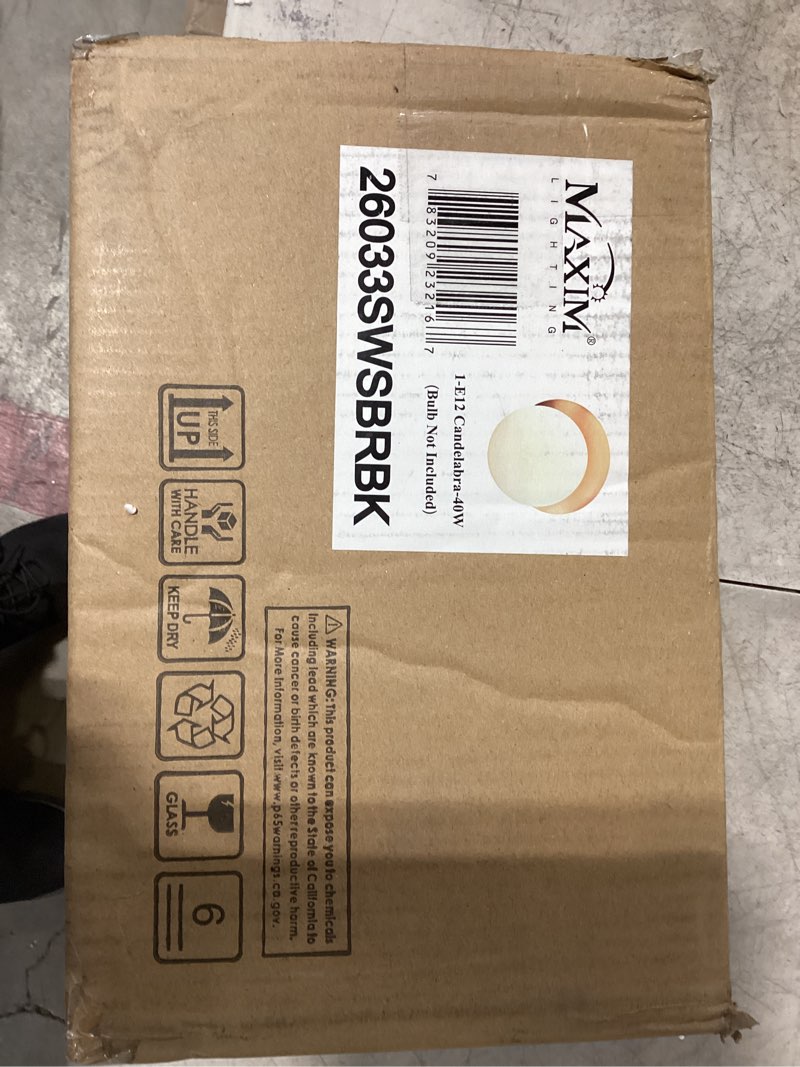 MAXIM®
LIGHTING
7 83209 23216 7
1-E12 Candelabra-40W
(Bulb Not Included)
26033SWSBRBK
WARNING: This product can expose you to chemicals
Including lead which are known to the State of California to
cause cancer or birth defects or other reproductive harm.
For More Information, visit www.p65warnings.ca.gov.
THIS SIDE
UP
HANDLE
WITH CARE
KEEP DRY
GLASS
6